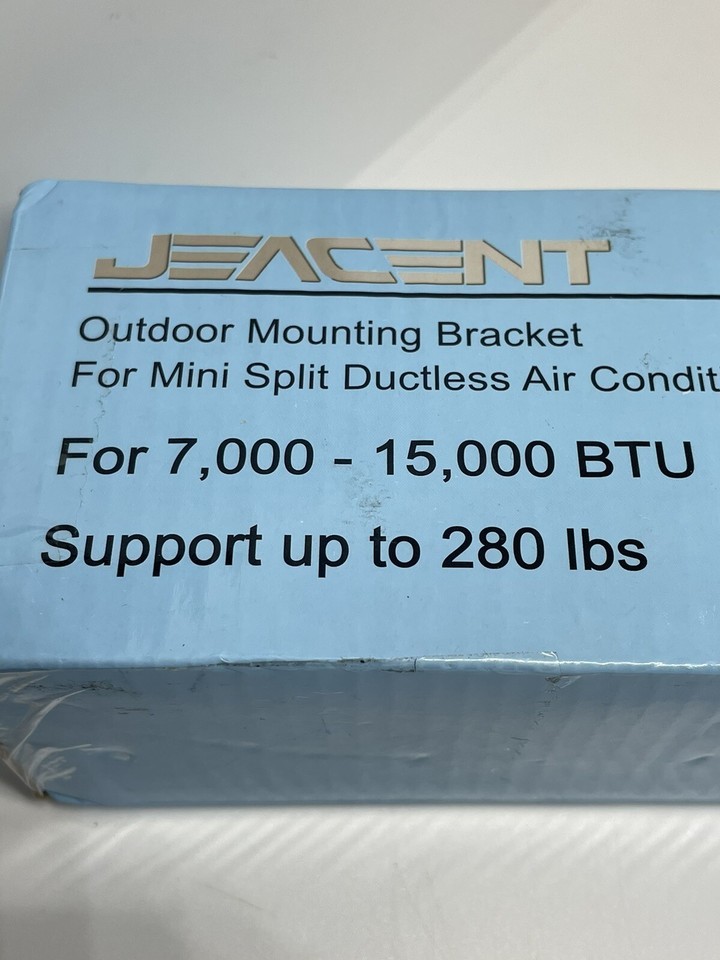 JEACENT
Outdoor Mounting Bracket
For Mini Split Ductless Air Condit
For 7,000 - 15,000 BTU
Support up to 280 lbs